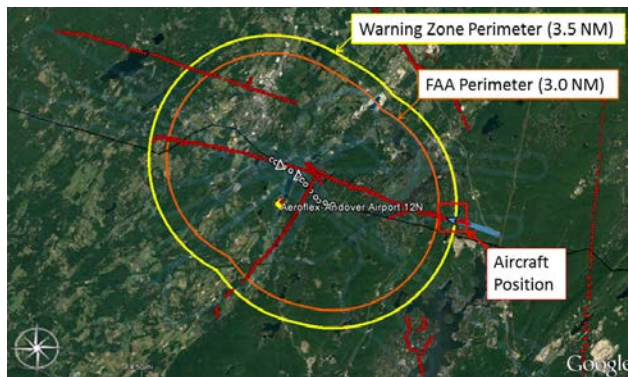 Warning Zone Perimeter (3.5 NM)
FAA Perimeter (3.0 NM)
Aeroflex-Andover Airport 12N
Aircraft
Position
Google